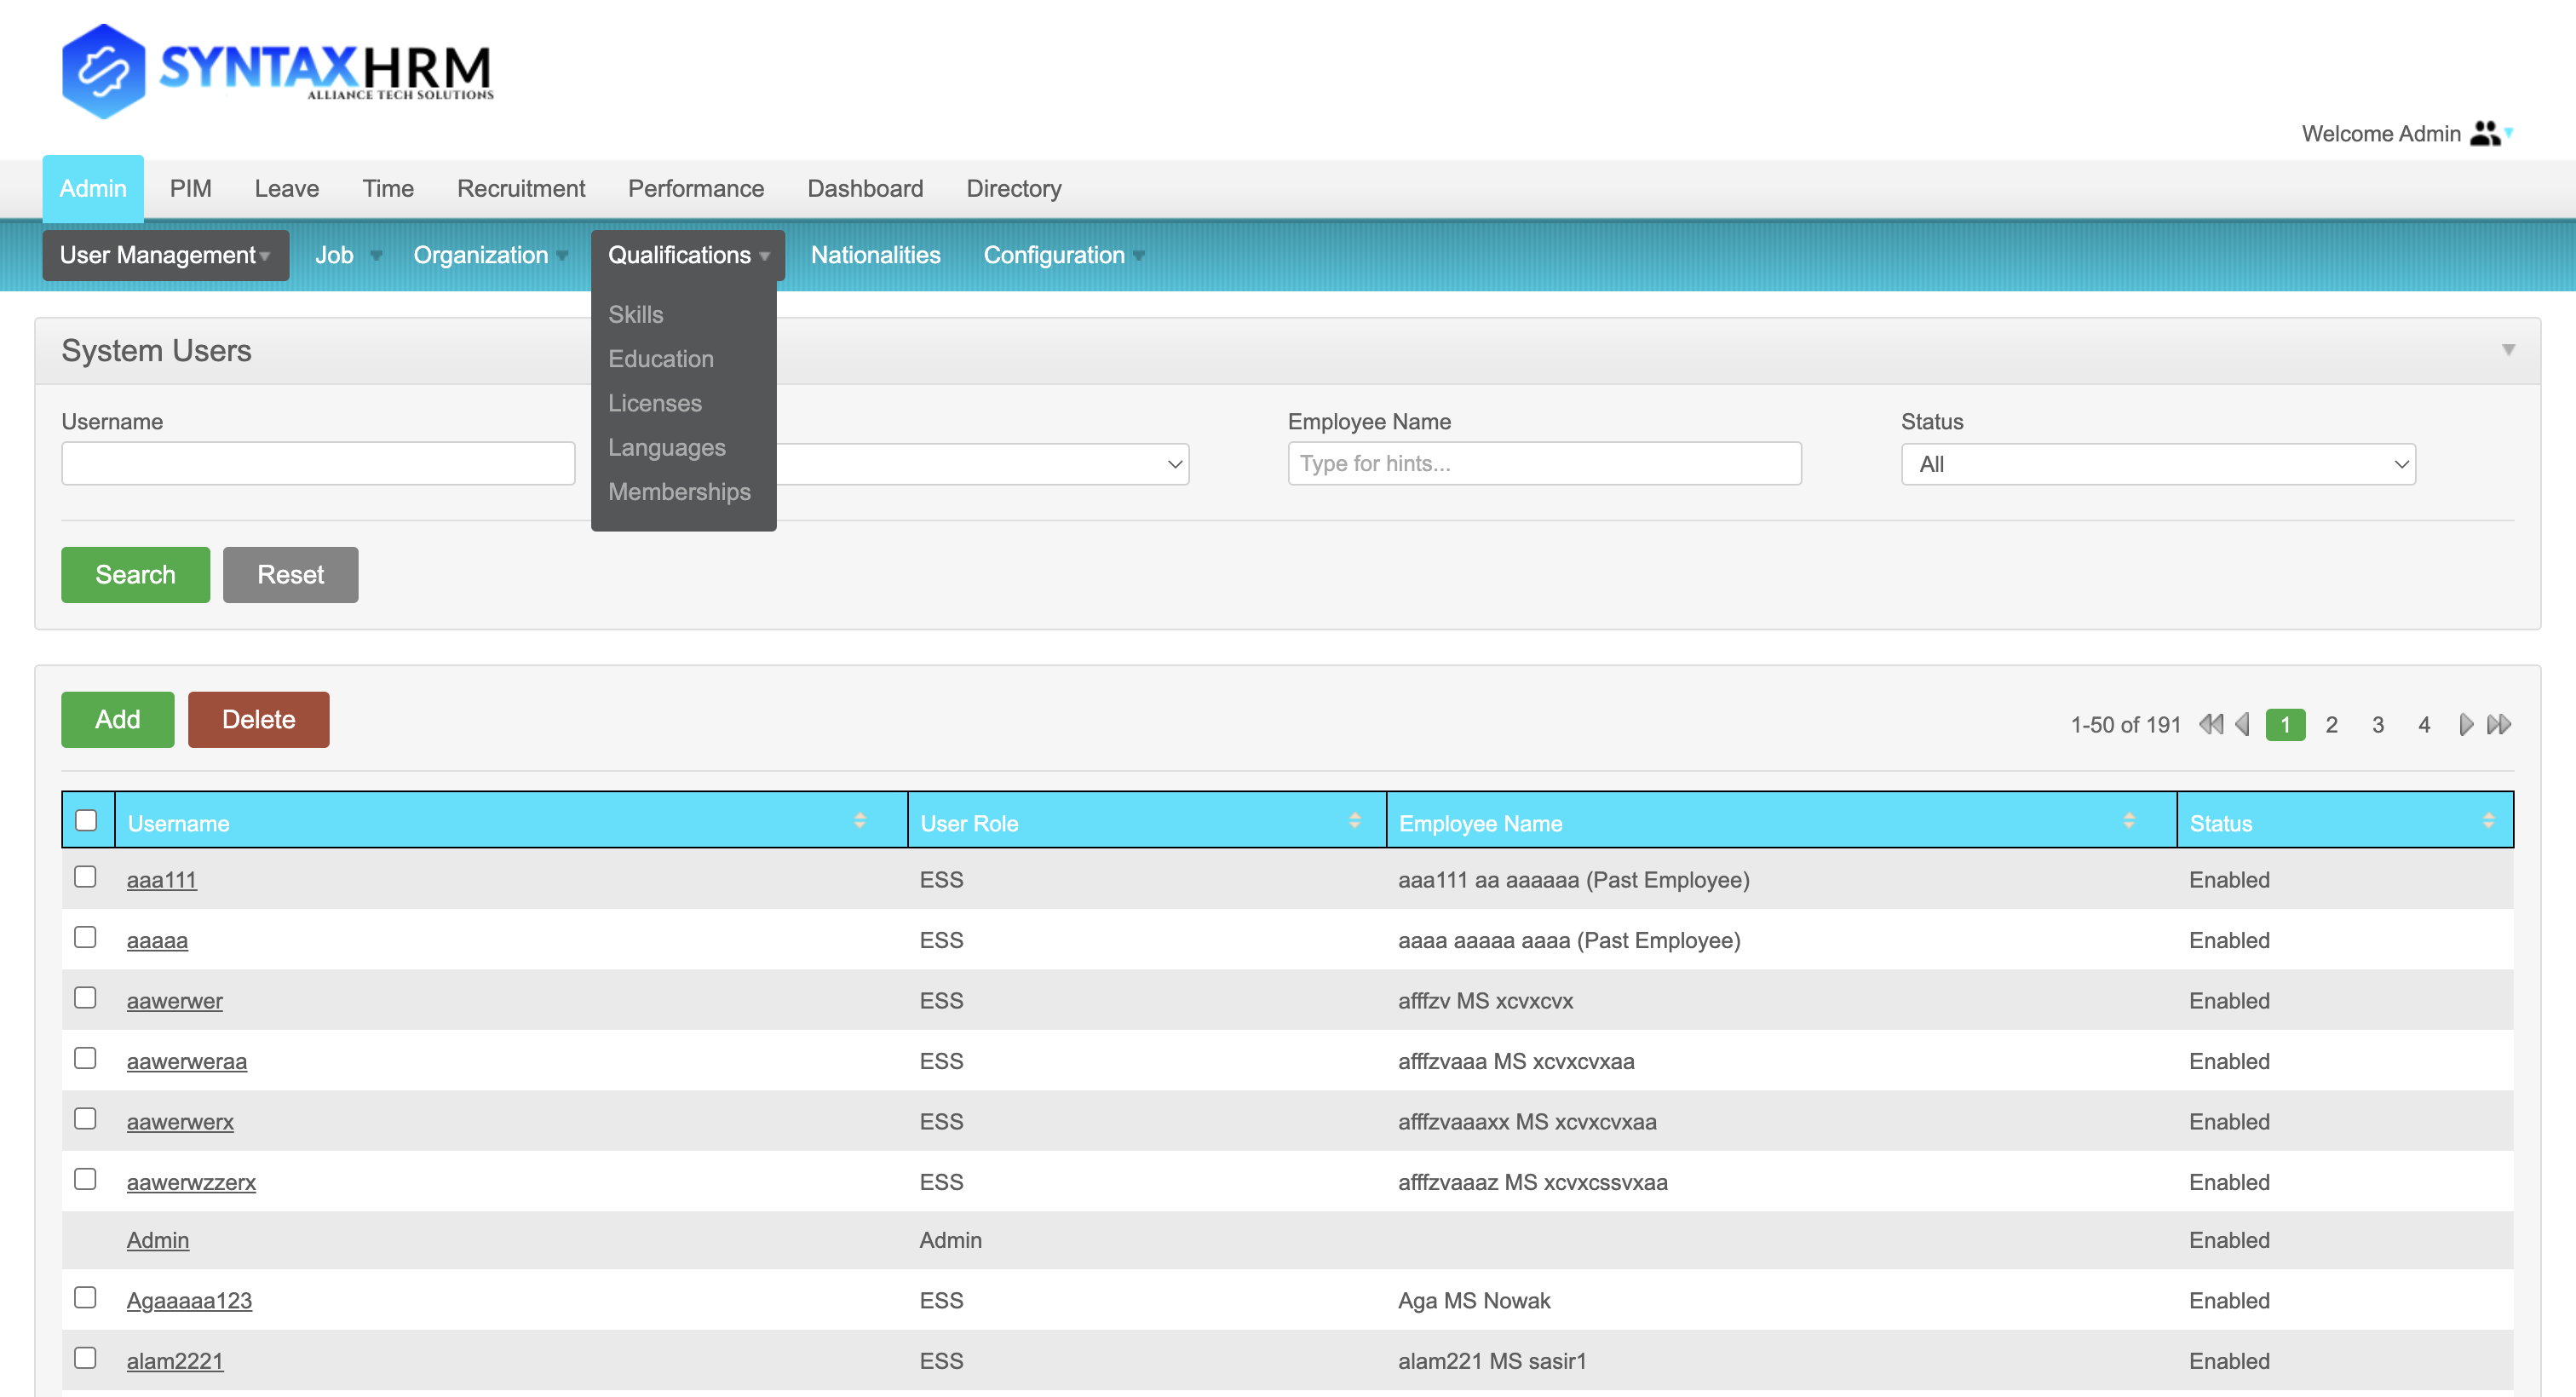 SYNTAXHRM
ALLIANCE TECH SOLUTIONS
Welcome Admin
Admin PIM Leave Time Recruitment Performance Dashboard Directory
User Management Job Organization Qualifications Nationalities Configuration
Skills
Education
Licenses
Languages
Memberships
System Users
Username Employee Name Status
Type for hints... All
Search Reset
Add Delete 1-50 of 191 1 2 3 4
Username User Role Employee Name Status
aaa111 ESS aaa111 aa aaaaaa (Past Employee) Enabled
aaaaa ESS aaaa aaaaa aaaa (Past Employee) Enabled
aawerwer ESS afffzv MS xcvxcvx Enabled
aawerweraa ESS afffzvaaa MS xcvxcvxaa Enabled
aawerwerx ESS afffzvaaaxx MS xcvxcvxaa Enabled
aawerwzzerx ESS afffzvaaaz MS xcvxcssvxaa Enabled
Admin Admin Enabled
Agaaaaa123 ESS Aga MS Nowak Enabled
alam2221 ESS alam221 MS sasir1 Enabled